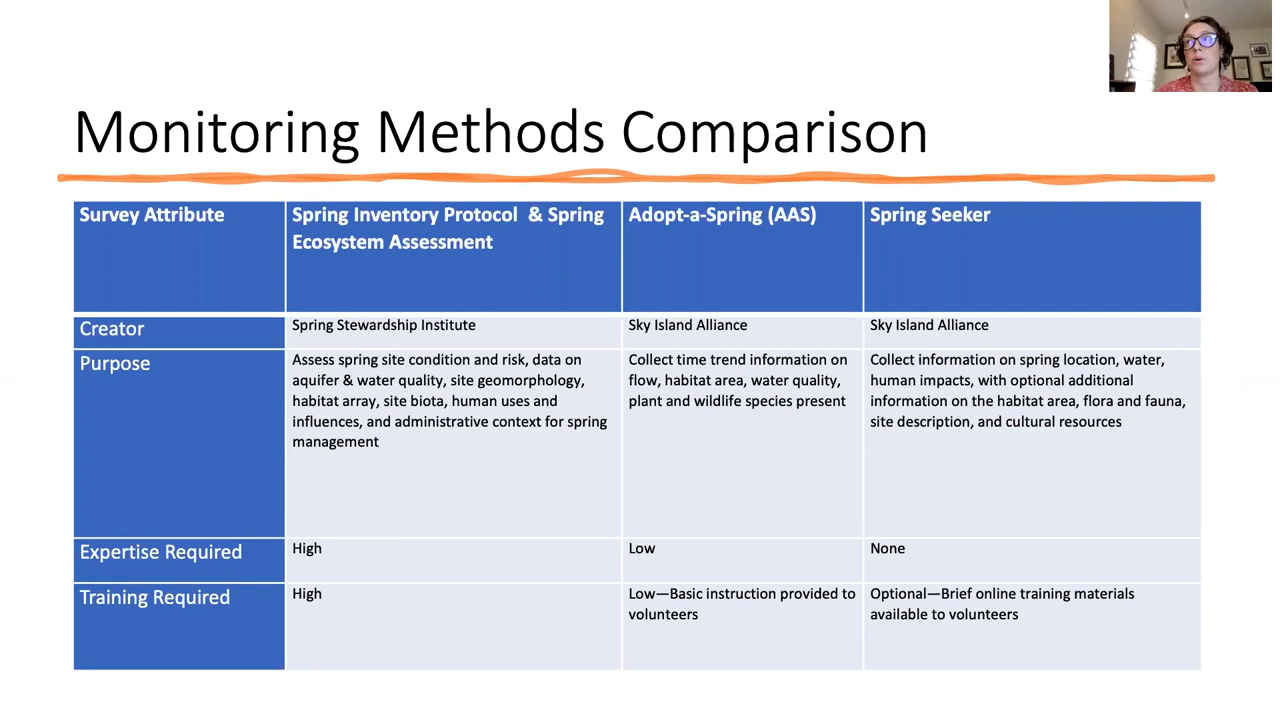 Monitoring Methods Comparison
Survey Attribute
Spring Inventory Protocol & Spring
Ecosystem Assessment
Adopt-a-Spring (AAS)
Spring Seeker
Creator
Spring Stewardship Institute
Sky Island Alliance
Sky Island Alliance
Purpose
Assess spring site condition and risk, data on
aquifer & water quality, site geomorphology,
habitat array, site biota, human uses and
influences, and administrative context for spring
management
Collect time trend information on
flow, habitat area, water quality,
plant and wildlife species present
Collect information on spring location, water,
human impacts, with optional additional
information on the habitat area, flora and fauna,
site description, and cultural resources
Expertise Required
High
Low
None
Training Required
High
Low—Basic instruction provided to
volunteers
Optional—Brief online training materials
available to volunteers